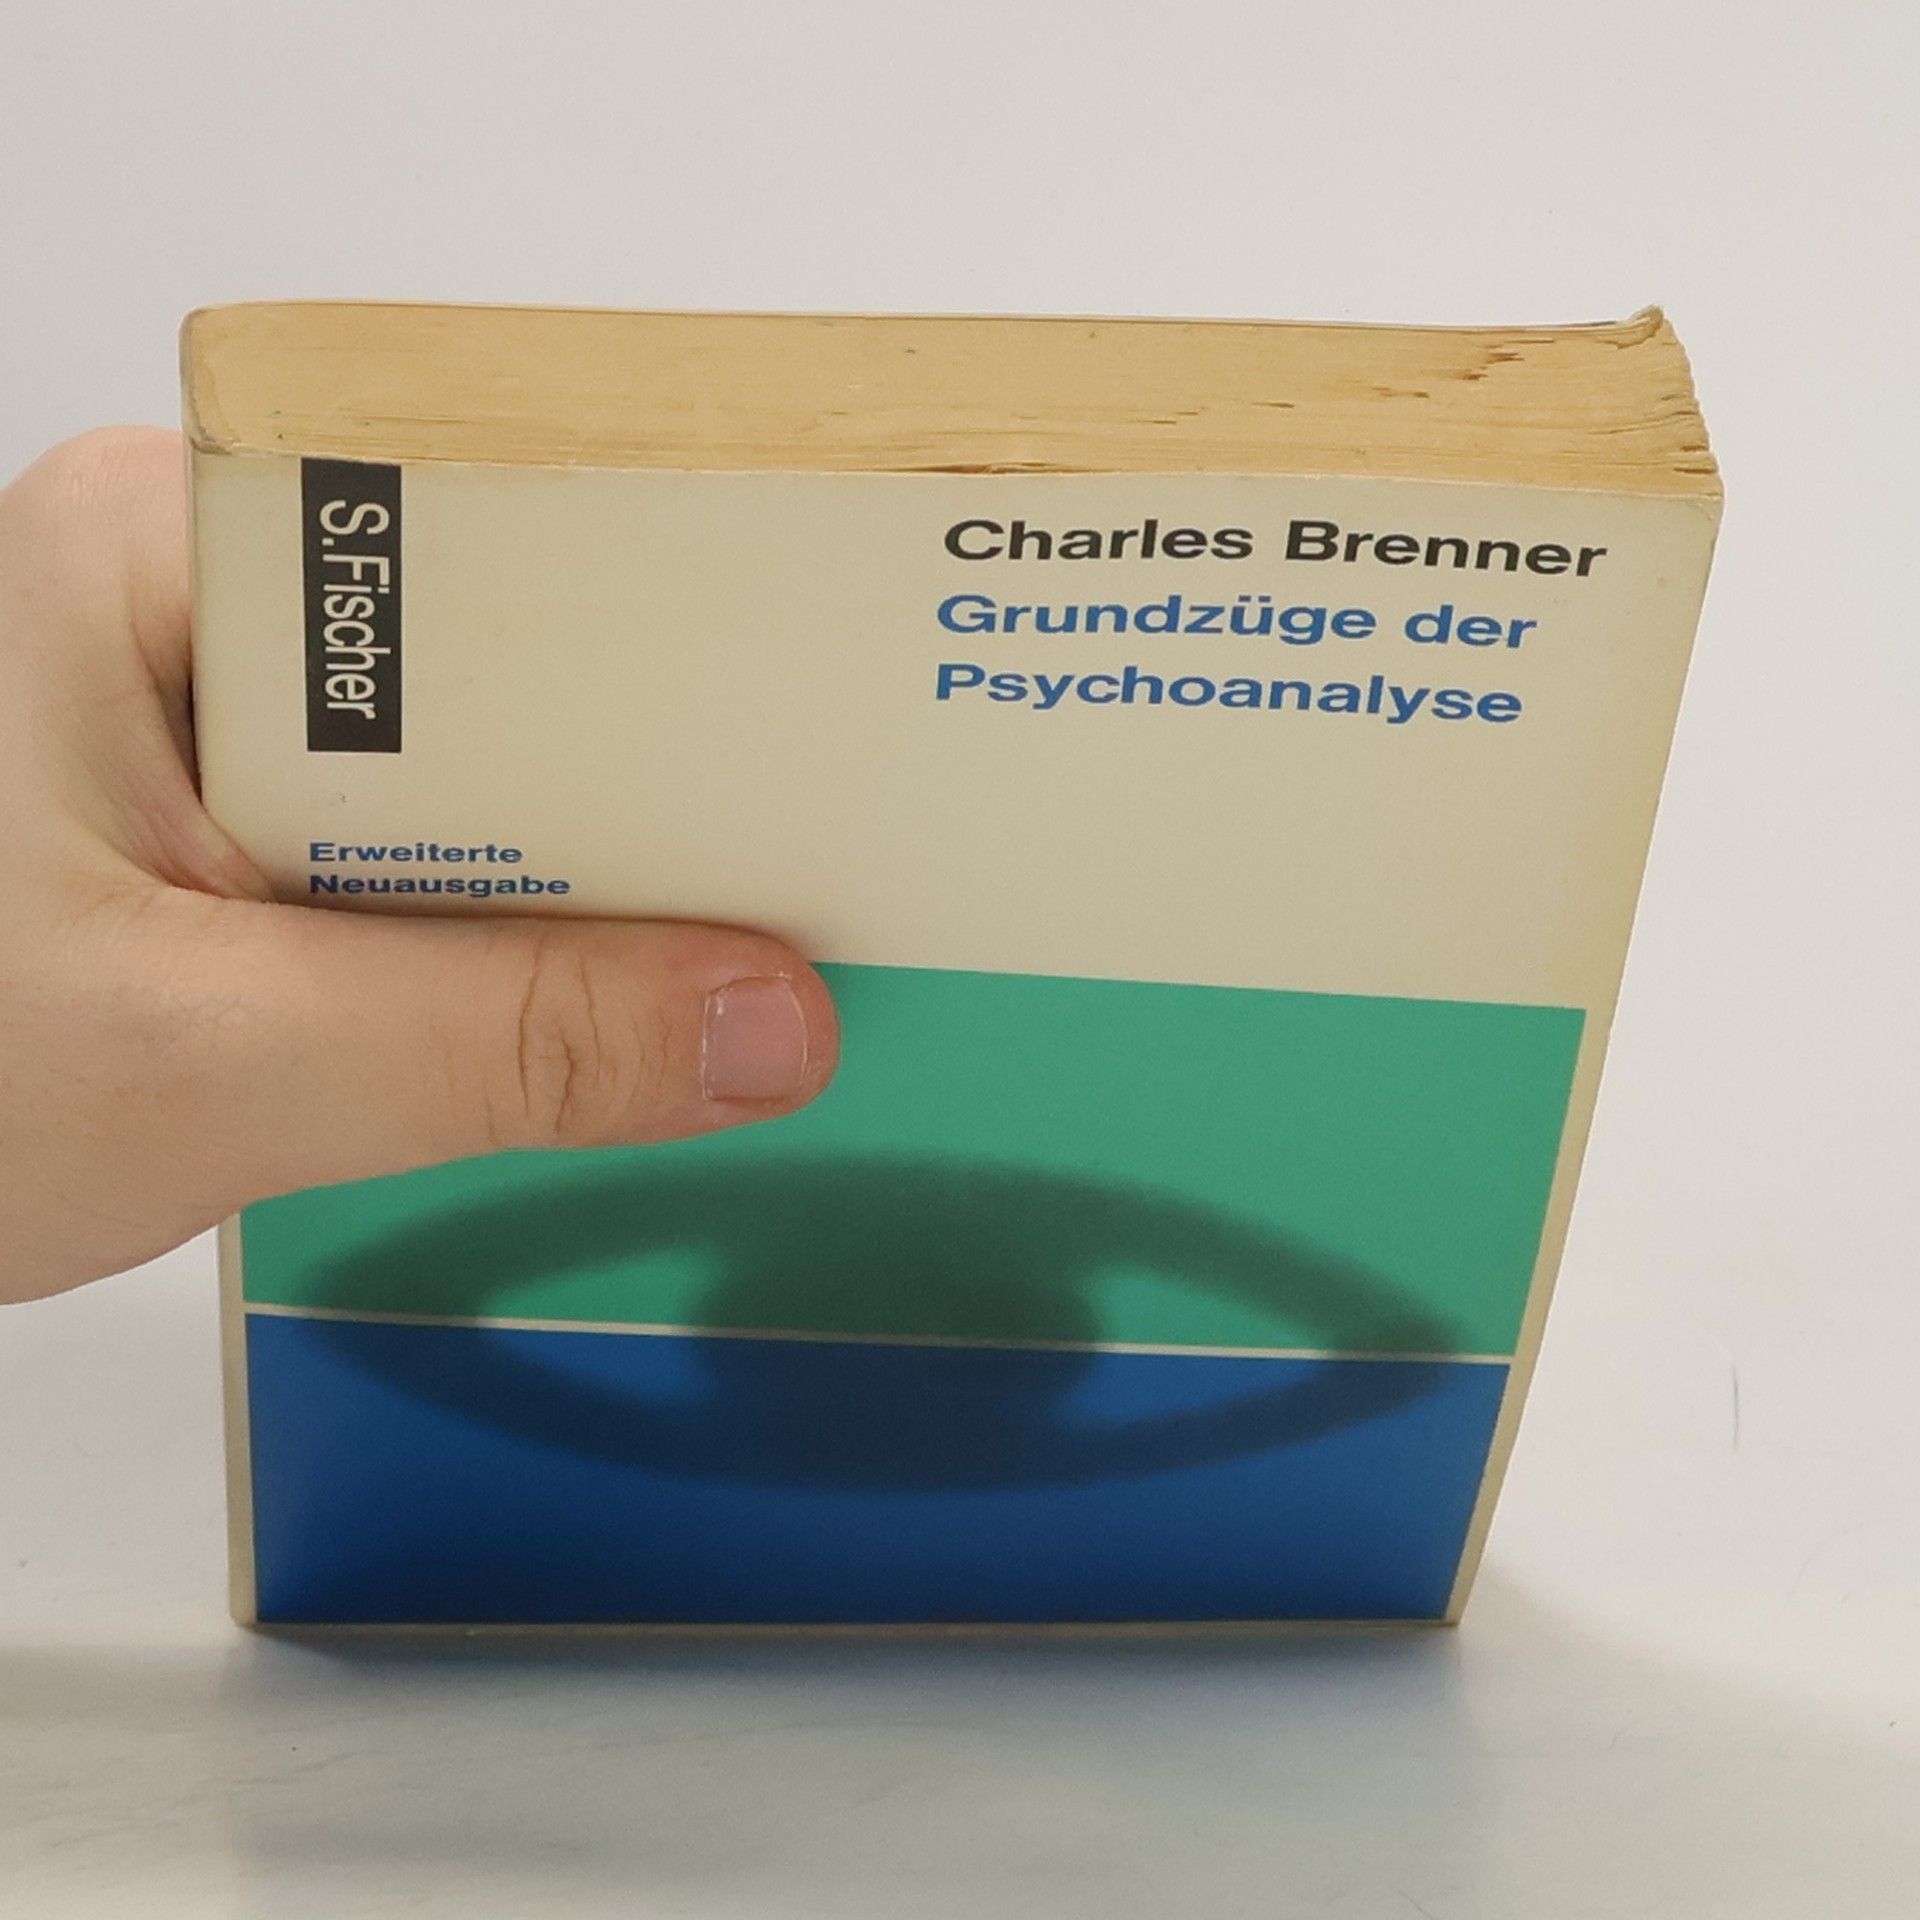 S. Fischer
Charles Brenner
Grundzüge der
Psychoanalyse
Erweiterte
Neuausgabe